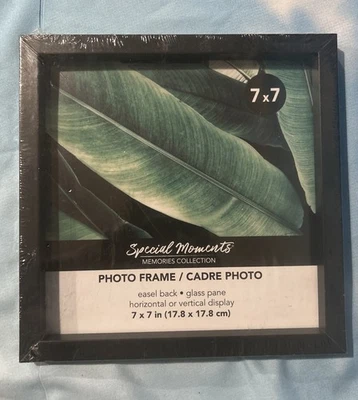 7 x 7
Special Moments
MEMORIES COLLECTION
PHOTO FRAME / CADRE PHOTO
easel back • glass pane
horizontal or vertical display
7 x 7 in (17.8 x 17.8 cm)